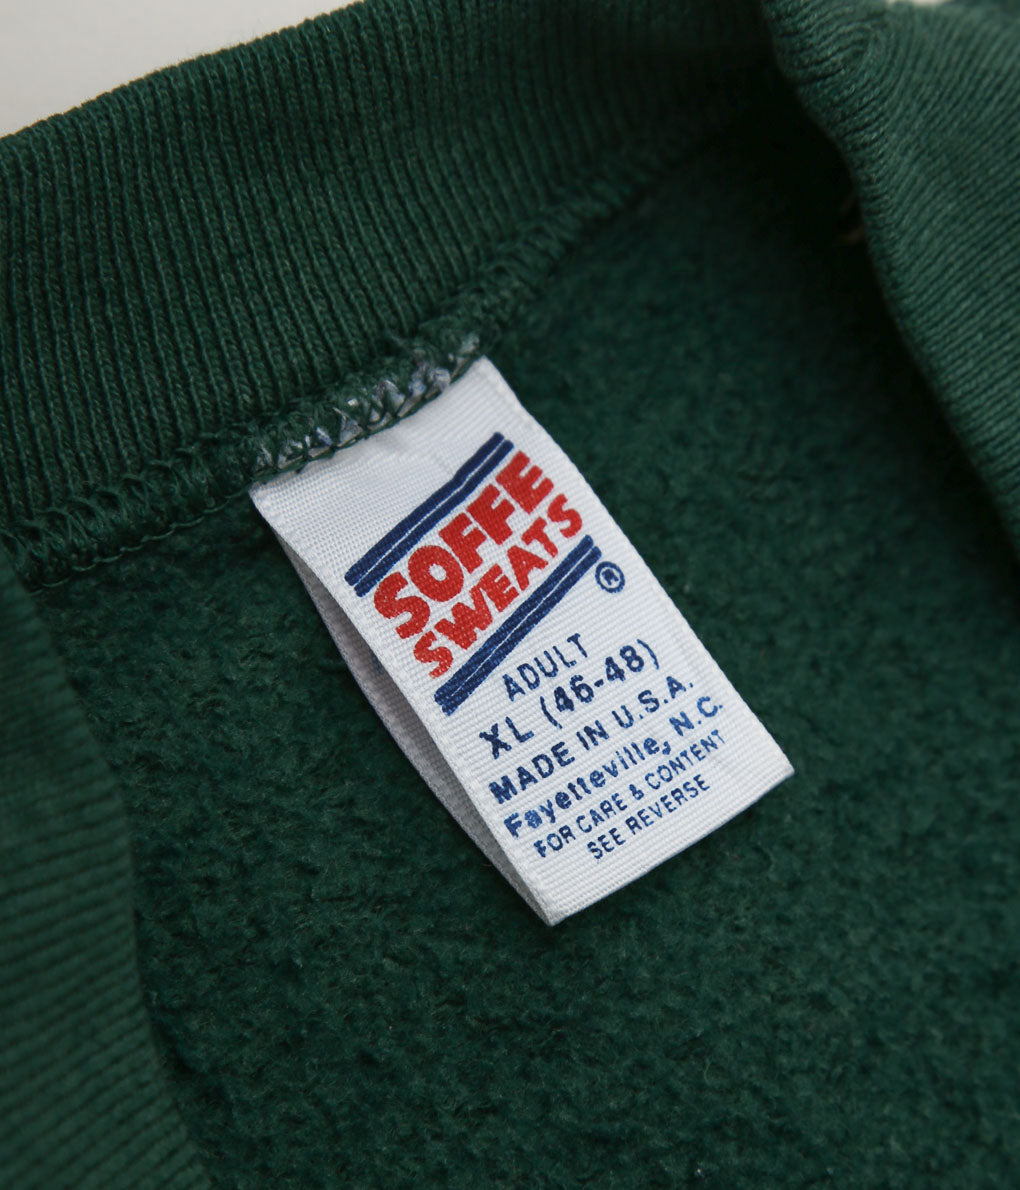 SOFFE
SWEATS
®
ADULT
XL (46-48)
MADE IN U.S.A.
Fayetteville, N.C.
FOR CARE & CONTENT
SEE REVERSE